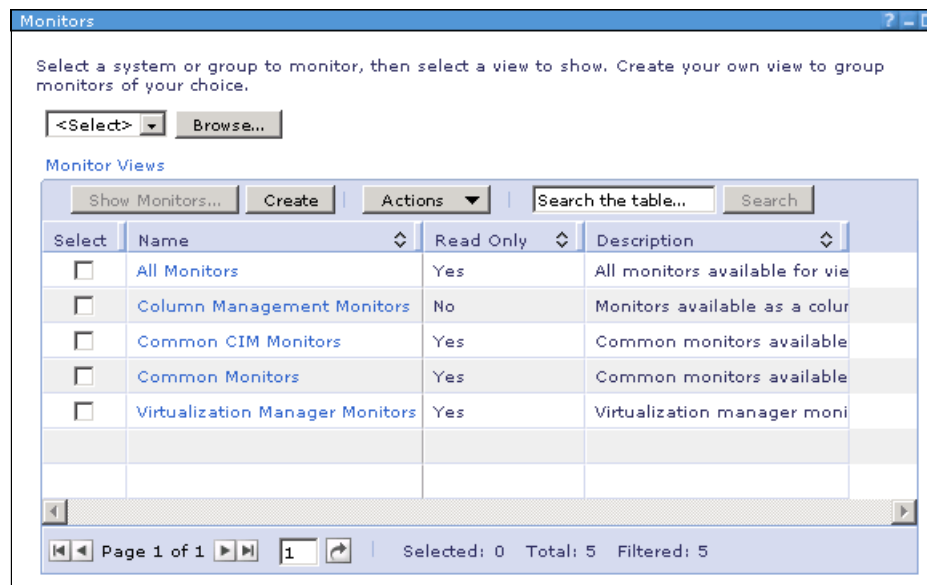 Monitors ? 
Select a system or group to monitor, then select a view to show. Create your own view to group
monitors of your choice.
<Select> Browse...
Monitor Views
Show Monitors... Create | Actions | Search the table... Search
Select Name Read Only Description
All Monitors Yes All monitors available for vie
Column Management Monitors No Monitors available as a colur
Common CIM Monitors Yes Common monitors available
Common Monitors Yes Common monitors available
Virtualization Manager Monitors Yes Virtualization manager moni
Page 1 of 1 1 | Selected: 0 Total: 5 Filtered: 5